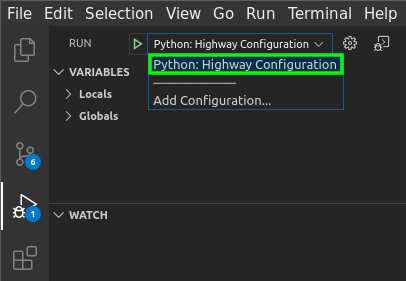 File Edit Selection View Go Run Terminal Help
RUN Python: Highway Configuration
Python: Highway Configuration
VARIABLES
Add Configuration...
Locals
Globals
6
1
WATCH